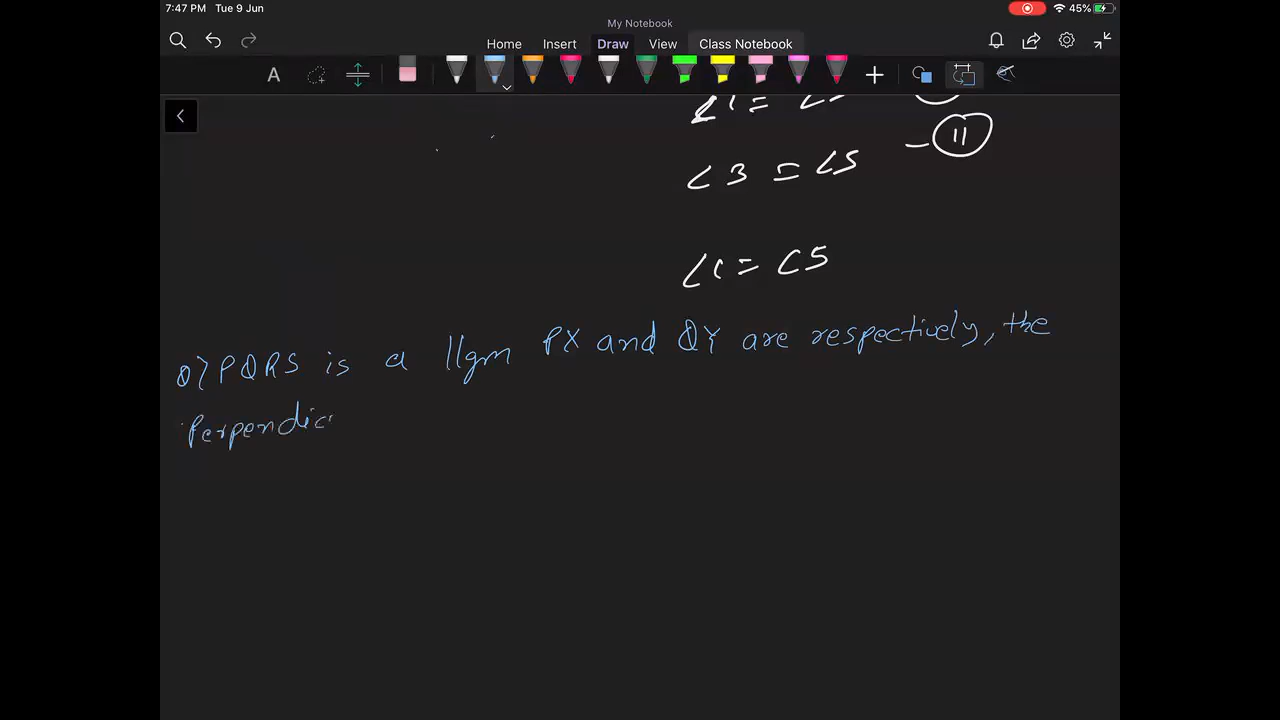 7:47 PM Tue 9 Jun
45%
My Notebook
Home Insert Draw View Class Notebook
A
∠1 =
∠3 = ∠5 - 11
∠1 = ∠5
Q) PQRS is a llgm PX and QY are respectively, the
Perpendic